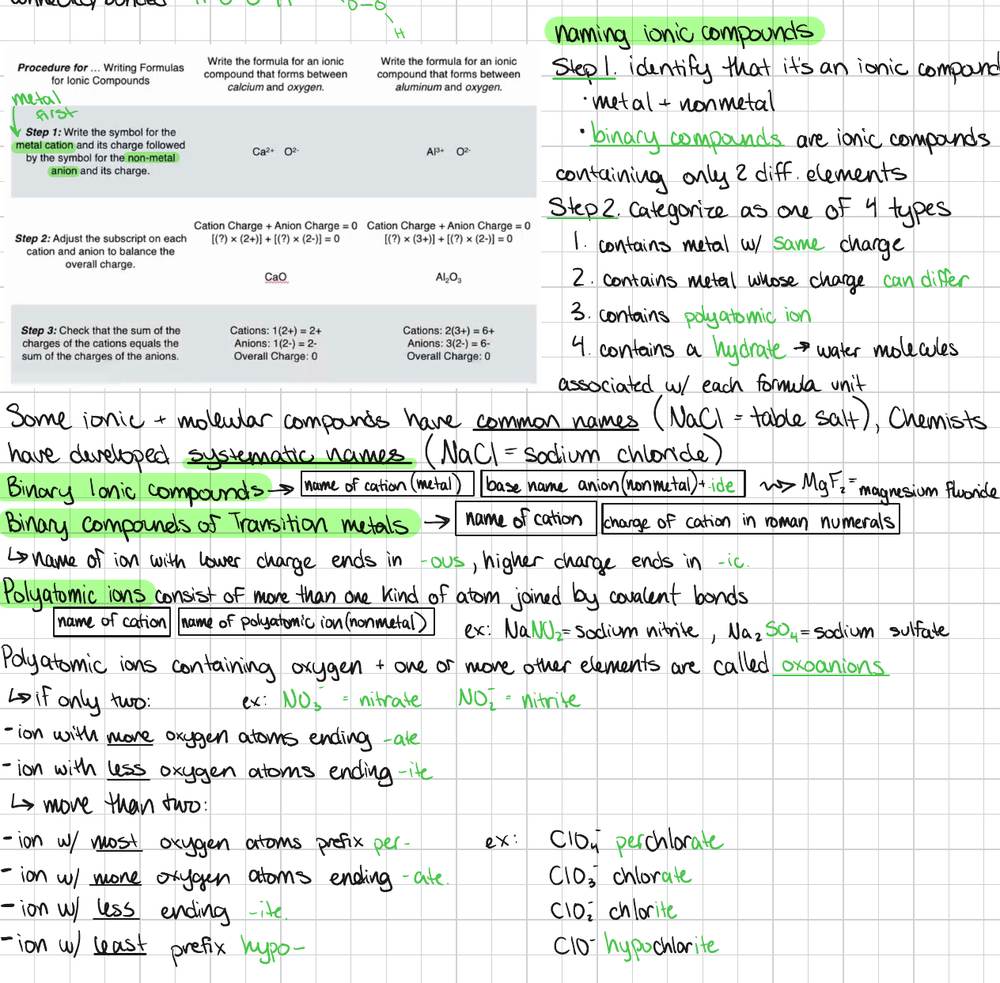 H
Procedure for ... Writing Formulas for Ionic Compounds
Write the formula for an ionic compound that forms between calcium and oxygen.
Write the formula for an ionic compound that forms between aluminum and oxygen.
metal first
Step 1: Write the symbol for the metal cation and its charge followed by the symbol for the non-metal anion and its charge.
Ca²⁺ O²⁻
Al³⁺ O²⁻
Step 2: Adjust the subscript on each cation and anion to balance the overall charge.
Cation Charge + Anion Charge = 0
[(?) × (2+)] + [(?) × (2-)] = 0
CaO
Cation Charge + Anion Charge = 0
[(?) × (3+)] + [(?) × (2-)] = 0
Al₂O₃
Step 3: Check that the sum of the charges of the cations equals the sum of the charges of the anions.
Cations: 1(2+) = 2+
Anions: 1(2-) = 2-
Overall Charge: 0
Cations: 2(3+) = 6+
Anions: 3(2-) = 6-
Overall Charge: 0
naming ionic compounds
Step 1. identify that it's an ionic compound
· metal + nonmetal
· binary compounds are ionic compounds
containing only 2 diff. elements
Step 2. Categorize as one of 4 types
1. contains metal w/ same charge
2. contains metal whose charge can differ
3. contains polyatomic ion
4. contains a hydrate → water molecules
associated w/ each formula unit
Some ionic + molecular compounds have common names (NaCl = table salt), Chemists
have developed systematic names (NaCl = sodium chloride)
Binary Ionic compounds → name of cation (metal) base name anion (nonmetal) + ide ⇝ MgF₂ = magnesium fluoride
Binary compounds of Transition metals → name of cation charge of cation in roman numerals
↳ name of ion with lower charge ends in -ous, higher charge ends in -ic.
Polyatomic ions consist of more than one kind of atom joined by covalent bonds
name of cation name of polyatomic ion (nonmetal) ex: NaNO₂ = sodium nitrite, Na₂SO₄ = sodium sulfate
Polyatomic ions containing oxygen + one or more other elements are called oxoanions
↳ if only two: ex: NO₃⁻ = nitrate NO₂⁻ = nitrite
- ion with more oxygen atoms ending -ate
- ion with less oxygen atoms ending -ite
↳ more than two:
- ion w/ most oxygen atoms prefix per- ex: ClO₄⁻ perchlorate
- ion w/ more oxygen atoms ending -ate. ClO₃⁻ chlorate
- ion w/ less ending -ite. ClO₂⁻ chlorite
- ion w/ least prefix hypo- ClO⁻ hypochlorite